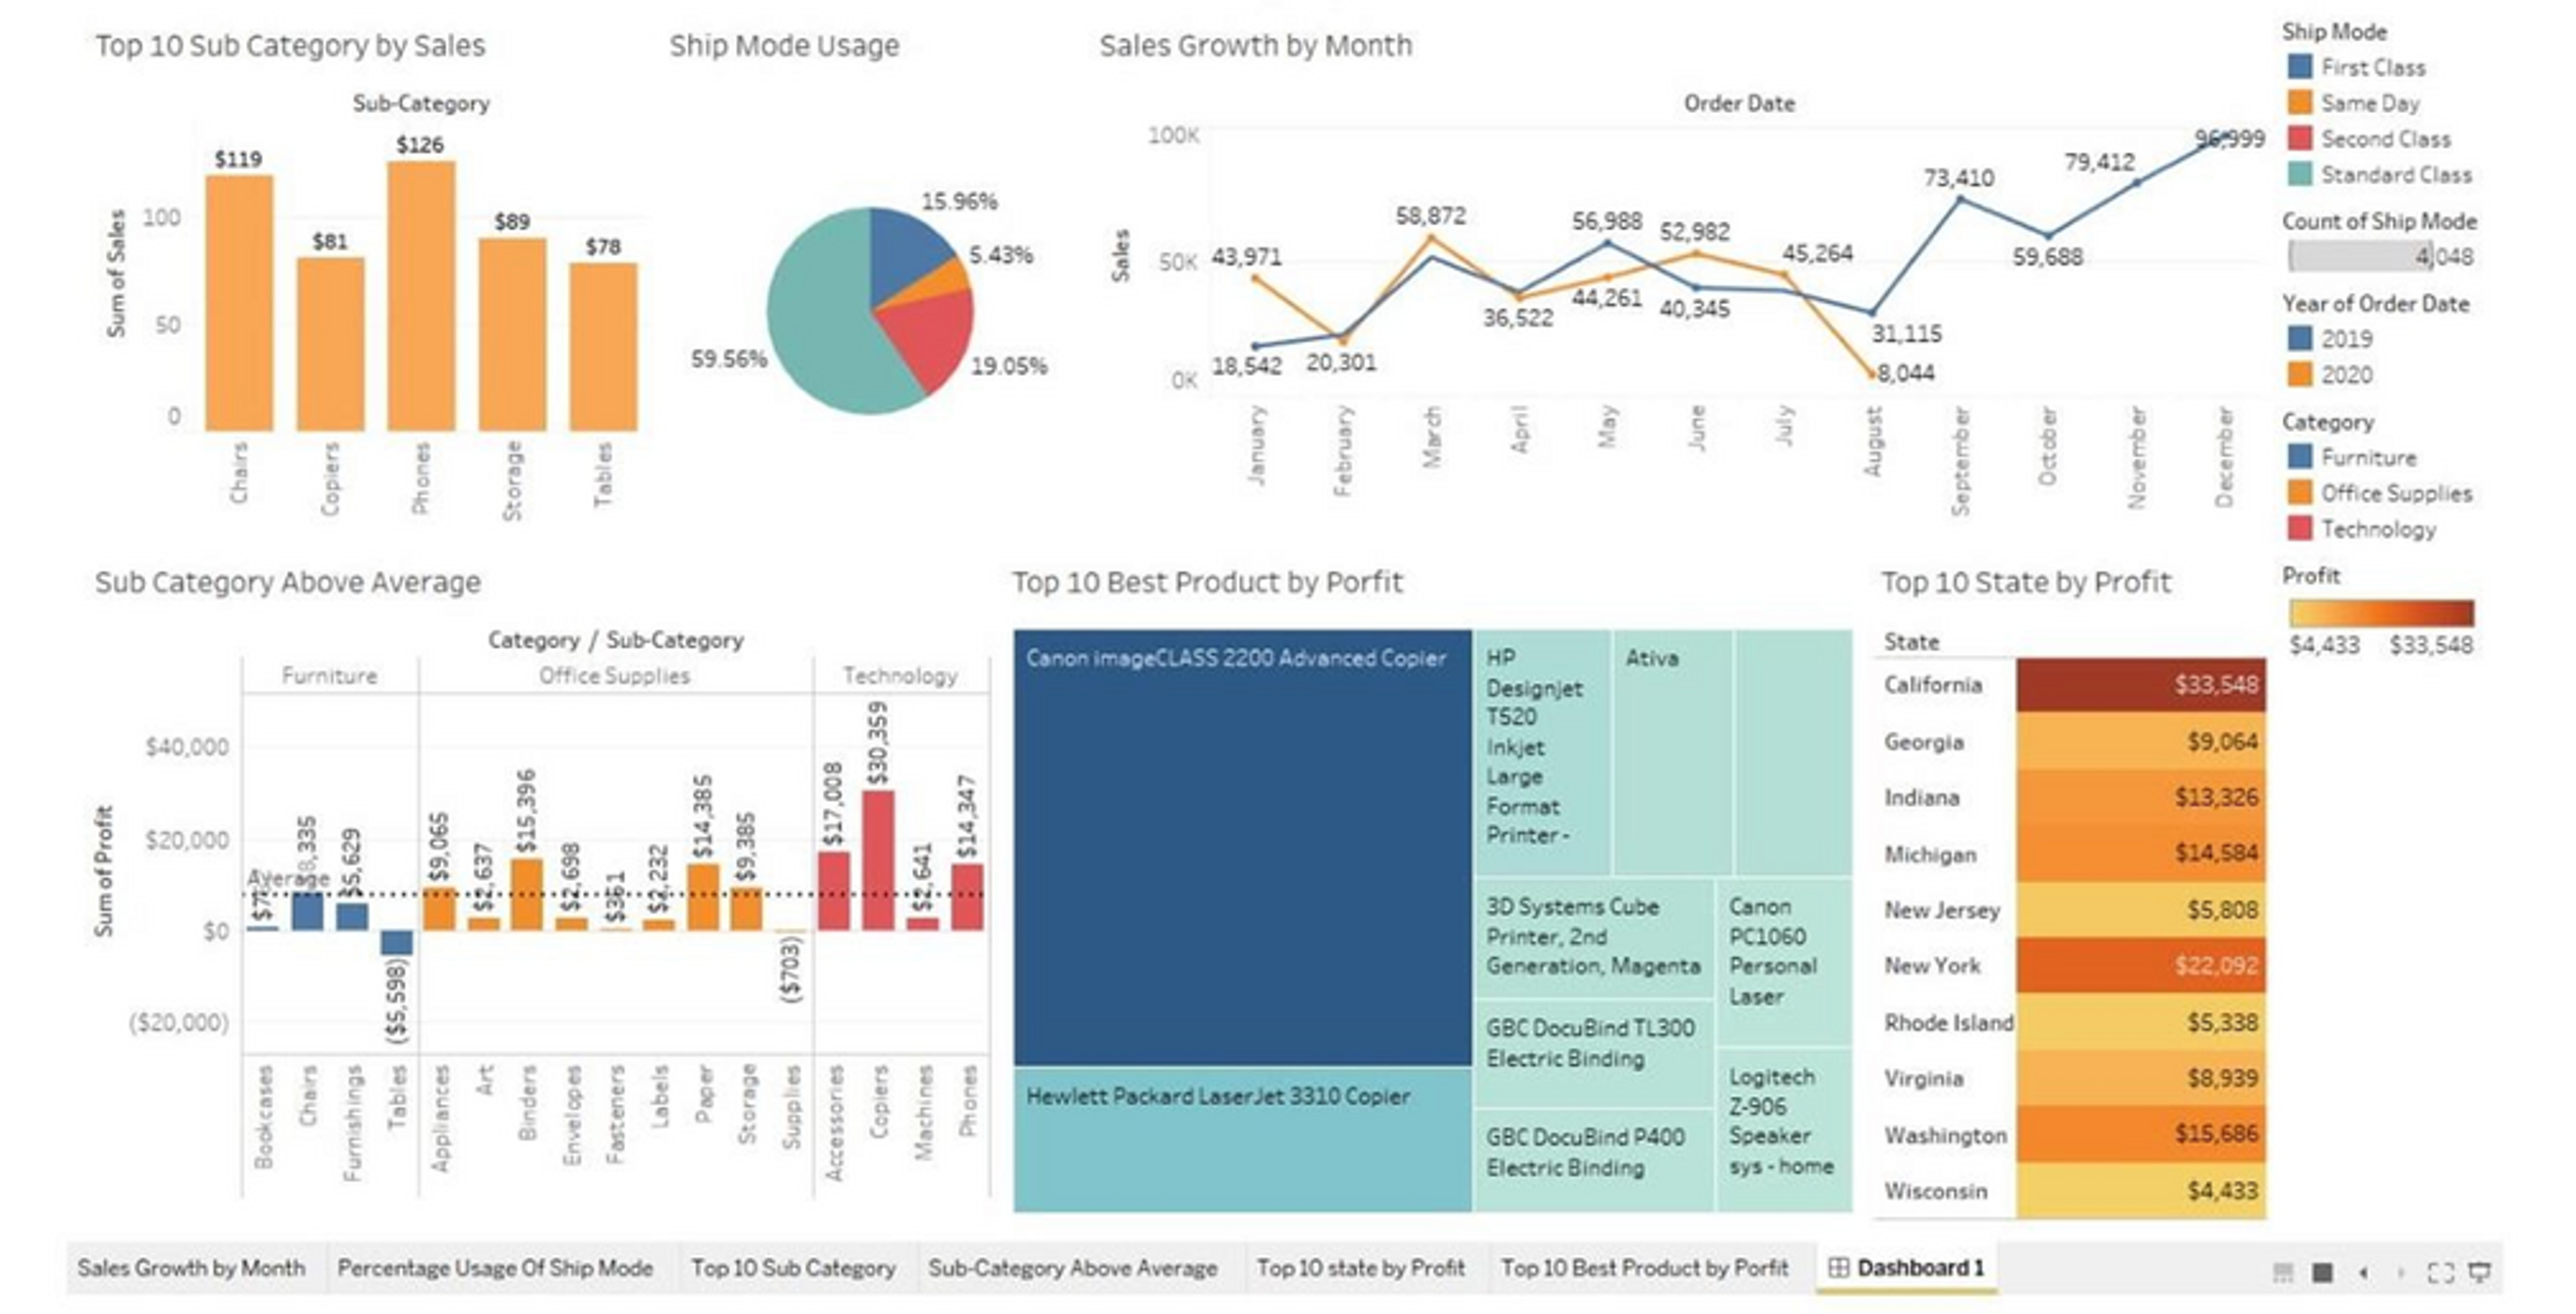 Top 10 Sub Category by Sales
Sub-Category
Sum of Sales
100
50
0
$119
$81
$126
$89
$78
Chairs
Copiers
Phones
Storage
Tables
Ship Mode Usage
15.96%
5.43%
19.05%
59.56%
Sales Growth by Month
Order Date
Sales
100K
50K
0K
43,971
18,542
20,301
58,872
36,522
56,988
44,261
52,982
40,345
45,264
31,115
8,044
73,410
59,688
79,412
96,999
January
February
March
April
May
June
July
August
September
October
November
December
Ship Mode
First Class
Same Day
Second Class
Standard Class
Count of Ship Mode
4,048
Year of Order Date
2019
2020
Category
Furniture
Office Supplies
Technology
Profit
$4,433 $33,548
Sub Category Above Average
Category / Sub-Category
Furniture
Office Supplies
Technology
Sum of Profit
$40,000
$20,000
$0
($20,000)
Average
$5,629
($5,598)
$9,065
$2,637
$15,396
$2,698
$361
$2,232
$14,385
$9,385
($703)
$17,008
$30,359
$2,641
$14,347
Bookcases
Chairs
Furnishings
Tables
Appliances
Art
Binders
Envelopes
Fasteners
Labels
Paper
Storage
Supplies
Accessories
Copiers
Machines
Phones
Top 10 Best Product by Porfit
Canon imageCLASS 2200 Advanced Copier
Hewlett Packard LaserJet 3310 Copier
HP
Designjet
T520
Inkjet
Large
Format
Printer -
Ativa
3D Systems Cube
Printer, 2nd
Generation, Magenta
GBC DocuBind TL300
Electric Binding
GBC DocuBind P400
Electric Binding
Canon
PC1060
Personal
Laser
Logitech
Z-906
Speaker
sys - home
Top 10 State by Profit
State
California $33,548
Georgia $9,064
Indiana $13,326
Michigan $14,584
New Jersey $5,808
New York $22,092
Rhode Island $5,338
Virginia $8,939
Washington $15,686
Wisconsin $4,433
Sales Growth by Month
Percentage Usage Of Ship Mode
Top 10 Sub Category
Sub-Category Above Average
Top 10 state by Profit
Top 10 Best Product by Porfit
Dashboard 1